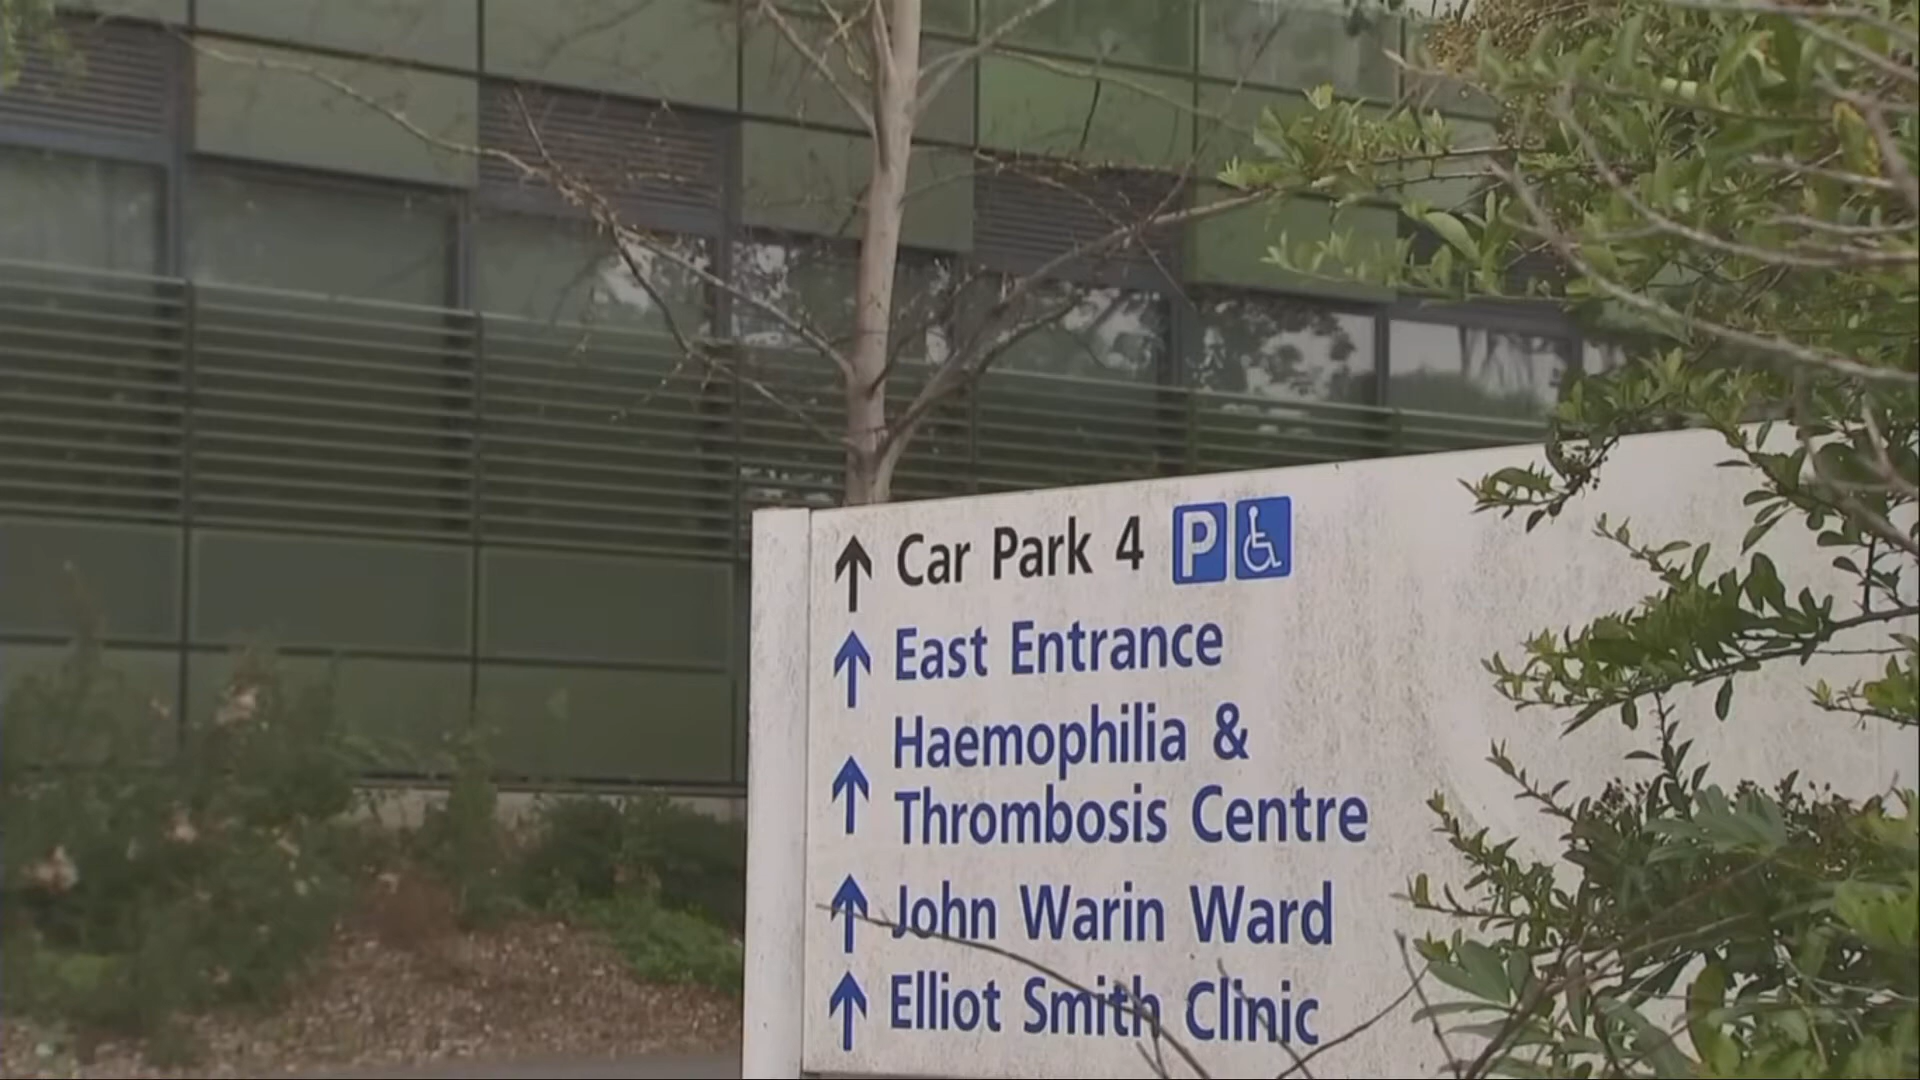 Car Park 4 P
East Entrance
Haemophilia &
Thrombosis Centre
John Warin Ward
Elliot Smith Clinic